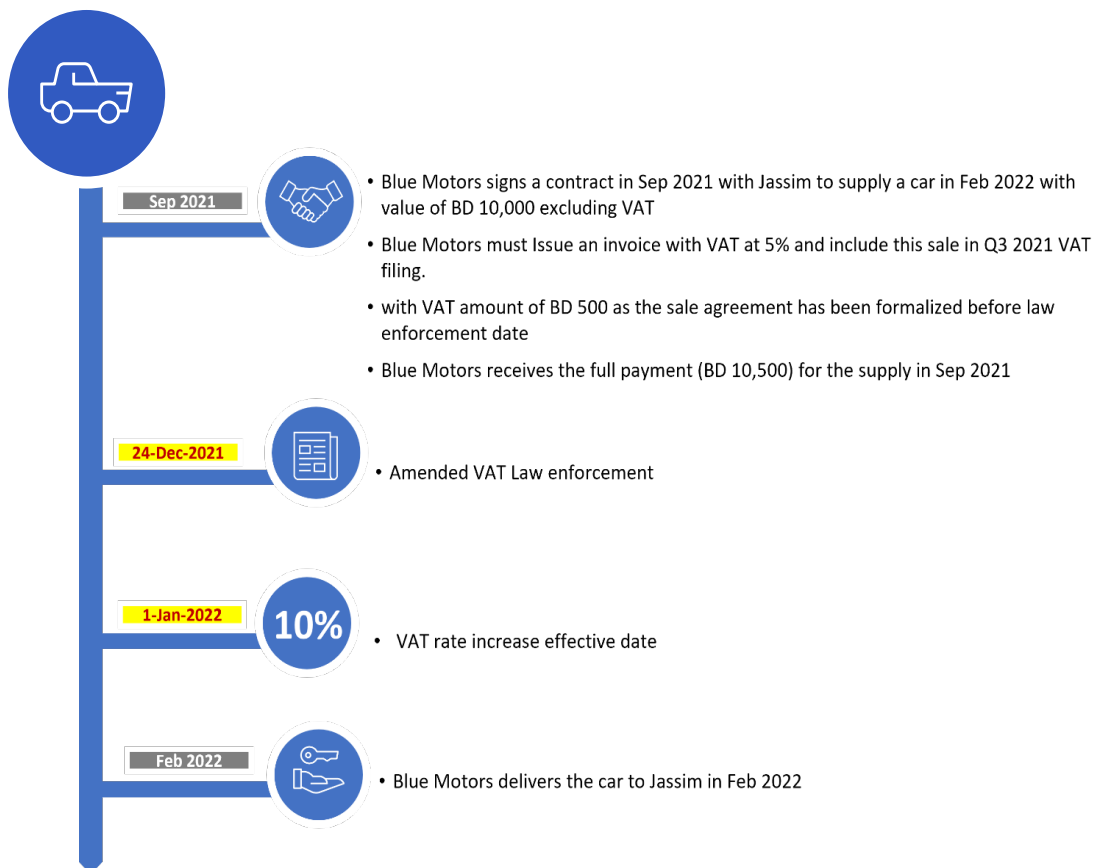 Sep 2021
• Blue Motors signs a contract in Sep 2021 with Jassim to supply a car in Feb 2022 with
value of BD 10,000 excluding VAT
• Blue Motors must Issue an invoice with VAT at 5% and include this sale in Q3 2021 VAT
filing.
• with VAT amount of BD 500 as the sale agreement has been formalized before law
enforcement date
• Blue Motors receives the full payment (BD 10,500) for the supply in Sep 2021
24-Dec-2021
• Amended VAT Law enforcement
1-Jan-2022
10%
• VAT rate increase effective date
Feb 2022
• Blue Motors delivers the car to Jassim in Feb 2022